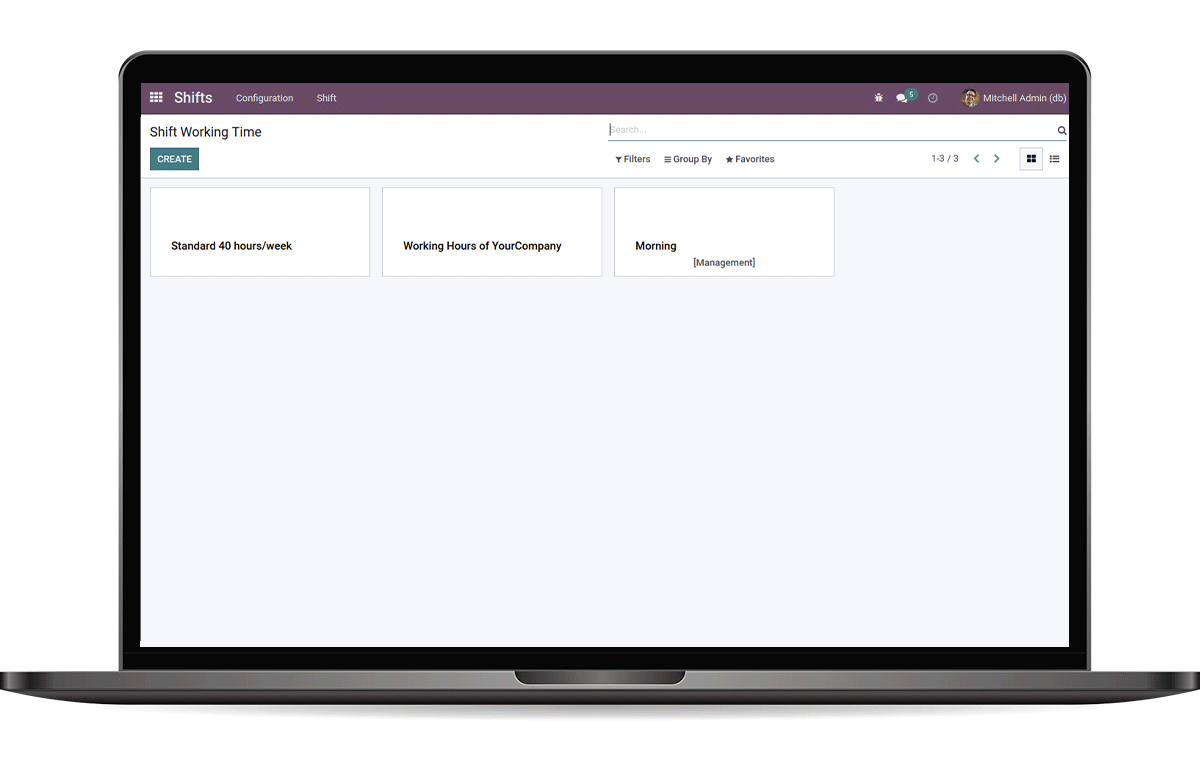 Shifts Configuration Shift 5 Mitchell Admin (db)
Shift Working Time
Search...
CREATE
Filters Group By Favorites 1-3 / 3
Standard 40 hours/week
Working Hours of YourCompany
Morning
[Management]